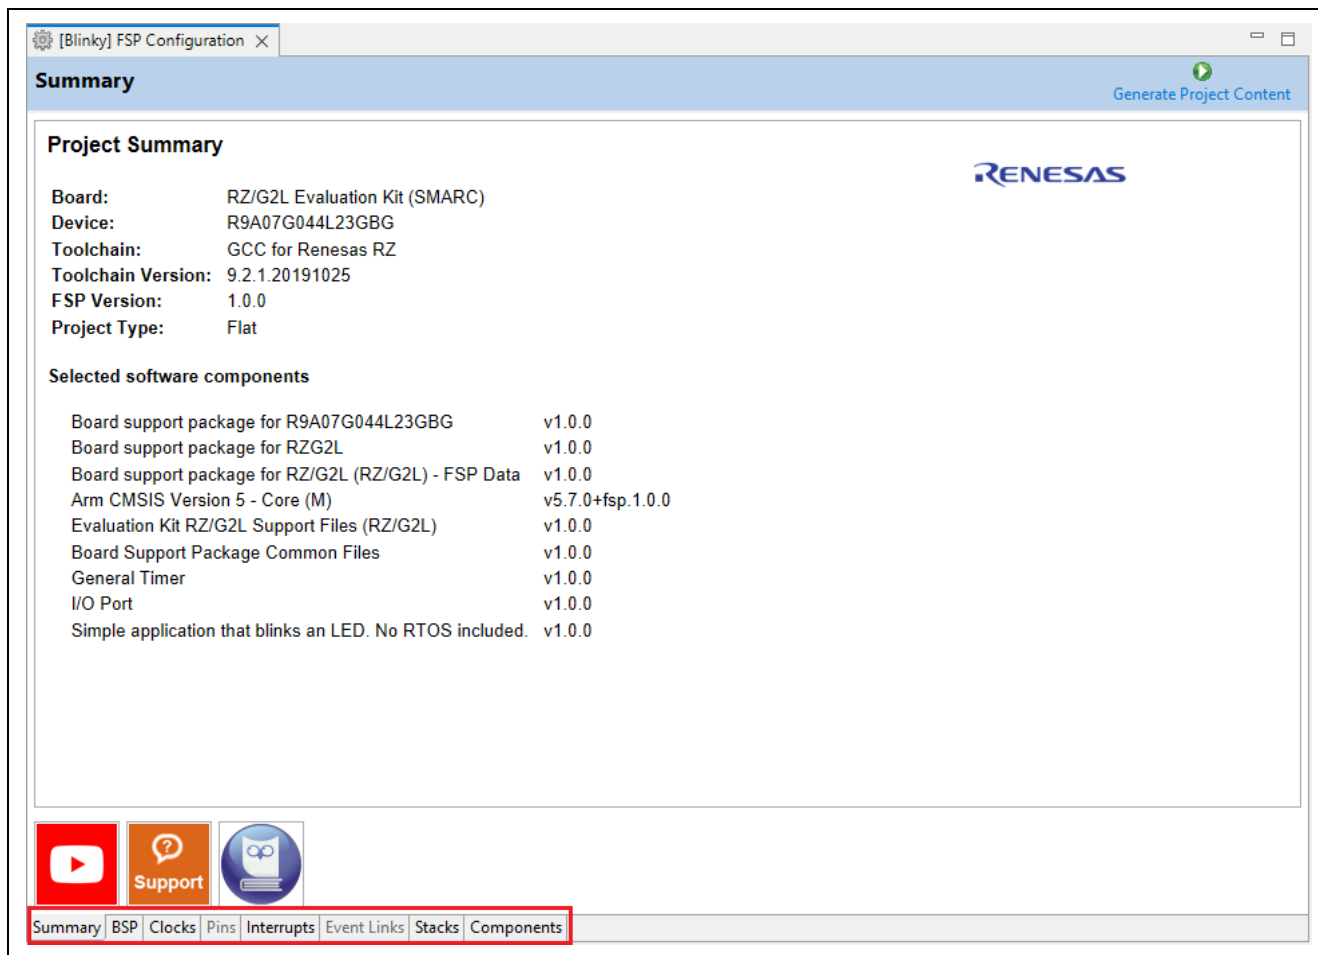 [Blinky] FSP Configuration
Summary
Generate Project Content
Project Summary
RENESAS
Board: RZ/G2L Evaluation Kit (SMARC)
Device: R9A07G044L23GBG
Toolchain: GCC for Renesas RZ
Toolchain Version: 9.2.1.20191025
FSP Version: 1.0.0
Project Type: Flat
Selected software components
Board support package for R9A07G044L23GBG v1.0.0
Board support package for RZG2L v1.0.0
Board support package for RZ/G2L (RZ/G2L) - FSP Data v1.0.0
Arm CMSIS Version 5 - Core (M) v5.7.0+fsp.1.0.0
Evaluation Kit RZ/G2L Support Files (RZ/G2L) v1.0.0
Board Support Package Common Files v1.0.0
General Timer v1.0.0
I/O Port v1.0.0
Simple application that blinks an LED. No RTOS included. v1.0.0
Support
Summary BSP Clocks Pins Interrupts Event Links Stacks Components